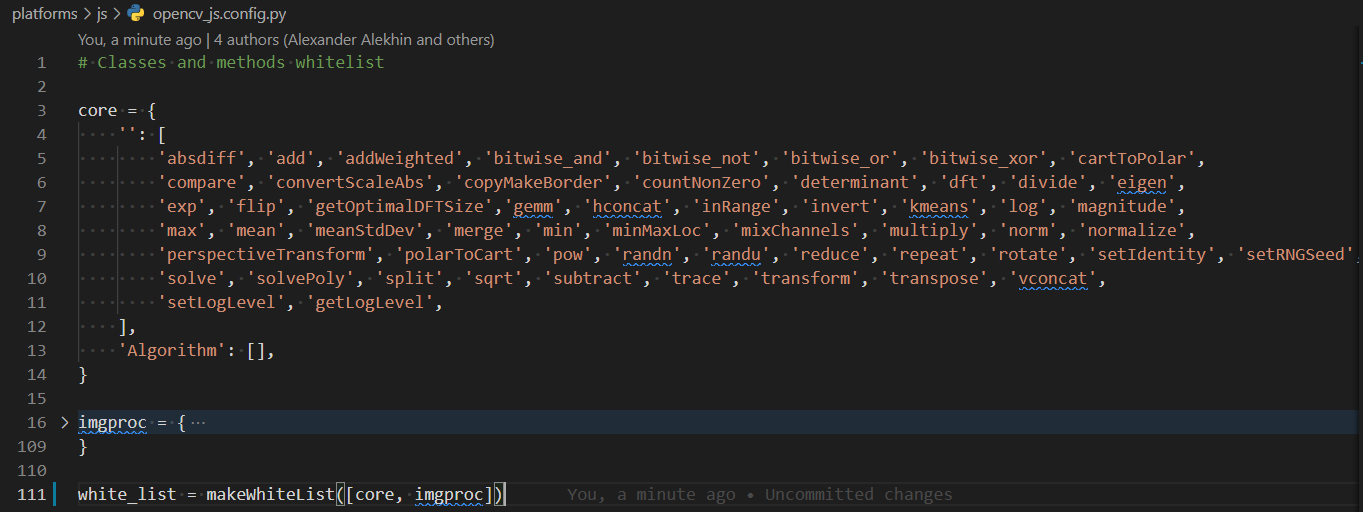 platforms > js > opencv_js.config.py
You, a minute ago | 4 authors (Alexander Alekhin and others)
1 # Classes and methods whitelist
2
3 core = {
4 '': [
5 'absdiff', 'add', 'addWeighted', 'bitwise_and', 'bitwise_not', 'bitwise_or', 'bitwise_xor', 'cartToPolar',
6 'compare', 'convertScaleAbs', 'copyMakeBorder', 'countNonZero', 'determinant', 'dft', 'divide', 'eigen',
7 'exp', 'flip', 'getOptimalDFTSize','gemm', 'hconcat', 'inRange', 'invert', 'kmeans', 'log', 'magnitude',
8 'max', 'mean', 'meanStdDev', 'merge', 'min', 'minMaxLoc', 'mixChannels', 'multiply', 'norm', 'normalize',
9 'perspectiveTransform', 'polarToCart', 'pow', 'randn', 'randu', 'reduce', 'repeat', 'rotate', 'setIdentity', 'setRNGSeed',
10 'solve', 'solvePoly', 'split', 'sqrt', 'subtract', 'trace', 'transform', 'transpose', 'vconcat',
11 'setLogLevel', 'getLogLevel',
12 ],
13 'Algorithm': [],
14 }
15
16 > imgproc = { ···
109 }
110
111 white_list = makeWhiteList([core, imgproc]) You, a minute ago • Uncommitted changes